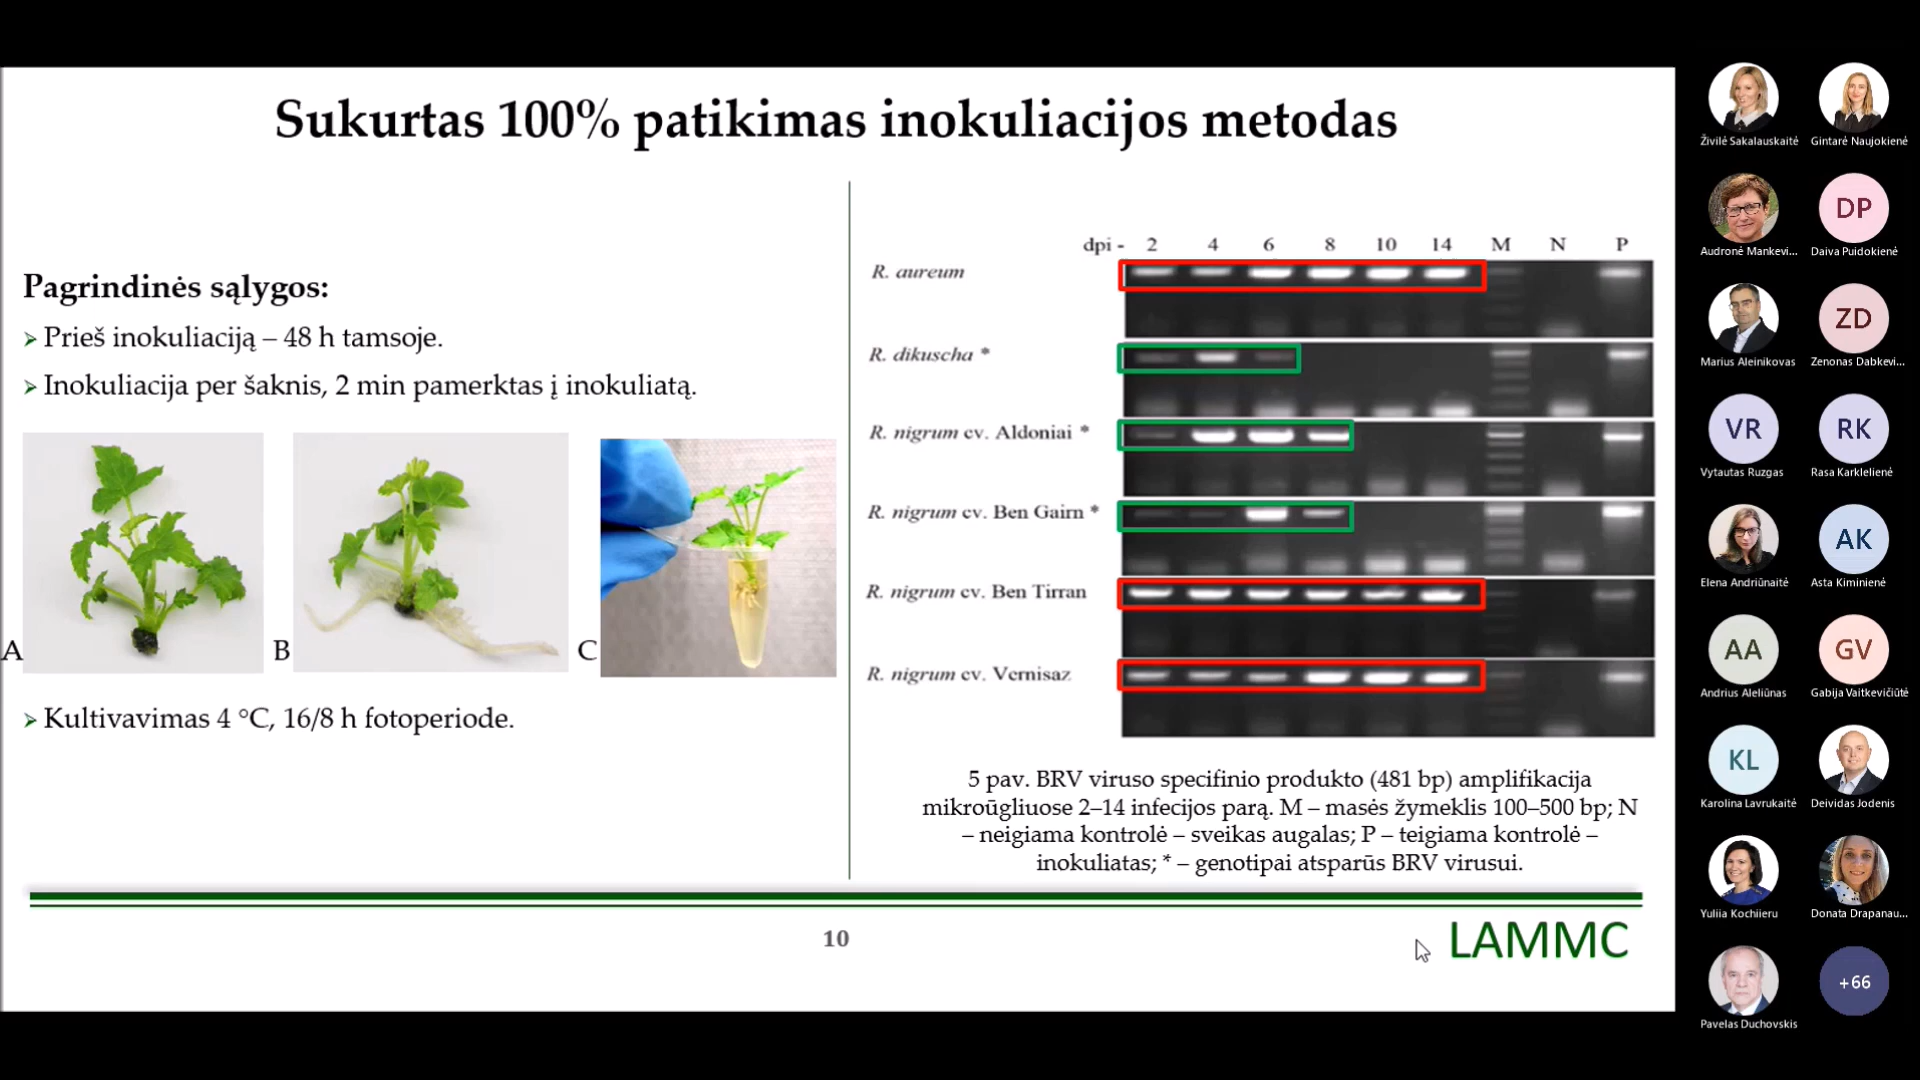 Sukurtas 100% patikimas inokuliacijos metodas
Pagrindinės sąlygos:
➢ Prieš inokuliaciją – 48 h tamsoje.
➢ Inokuliacija per šaknis, 2 min pamerktas į inokuliatą.
A
B
C
➢ Kultivavimas 4 °C, 16/8 h fotoperiode.
dpi - 2 4 6 8 10 14 M N P
R. aureum
R. dikuscha *
R. nigrum cv. Aldoniai *
R. nigrum cv. Ben Gairn *
R. nigrum cv. Ben Tirran
R. nigrum cv. Vernisaz
5 pav. BRV viruso specifinio produkto (481 bp) amplifikacija
mikroūgliuose 2–14 infecijos parą. M – masės žymeklis 100–500 bp; N
– neigiama kontrolė – sveikas augalas; P – teigiama kontrolė –
inokuliatas; * – genotipai atsparūs BRV virusui.
10
LAMMC
Živilė Sakalauskaitė
Gintarė Naujokienė
Audronė Mankevi...
DP
Daiva Puidokienė
Marius Aleinikovas
ZD
Zenonas Dabkevi...
VR
Vytautas Ruzgas
RK
Rasa Karklelienė
Elena Andriūnaitė
AK
Asta Kiminienė
AA
Andrius Aleliūnas
GV
Gabija Vaitkevičiūtė
KL
Karolina Lavrukaitė
Deividas Jodenis
Yuliia Kochiieru
Donata Drapanau...
Pavelas Duchovskis
+66